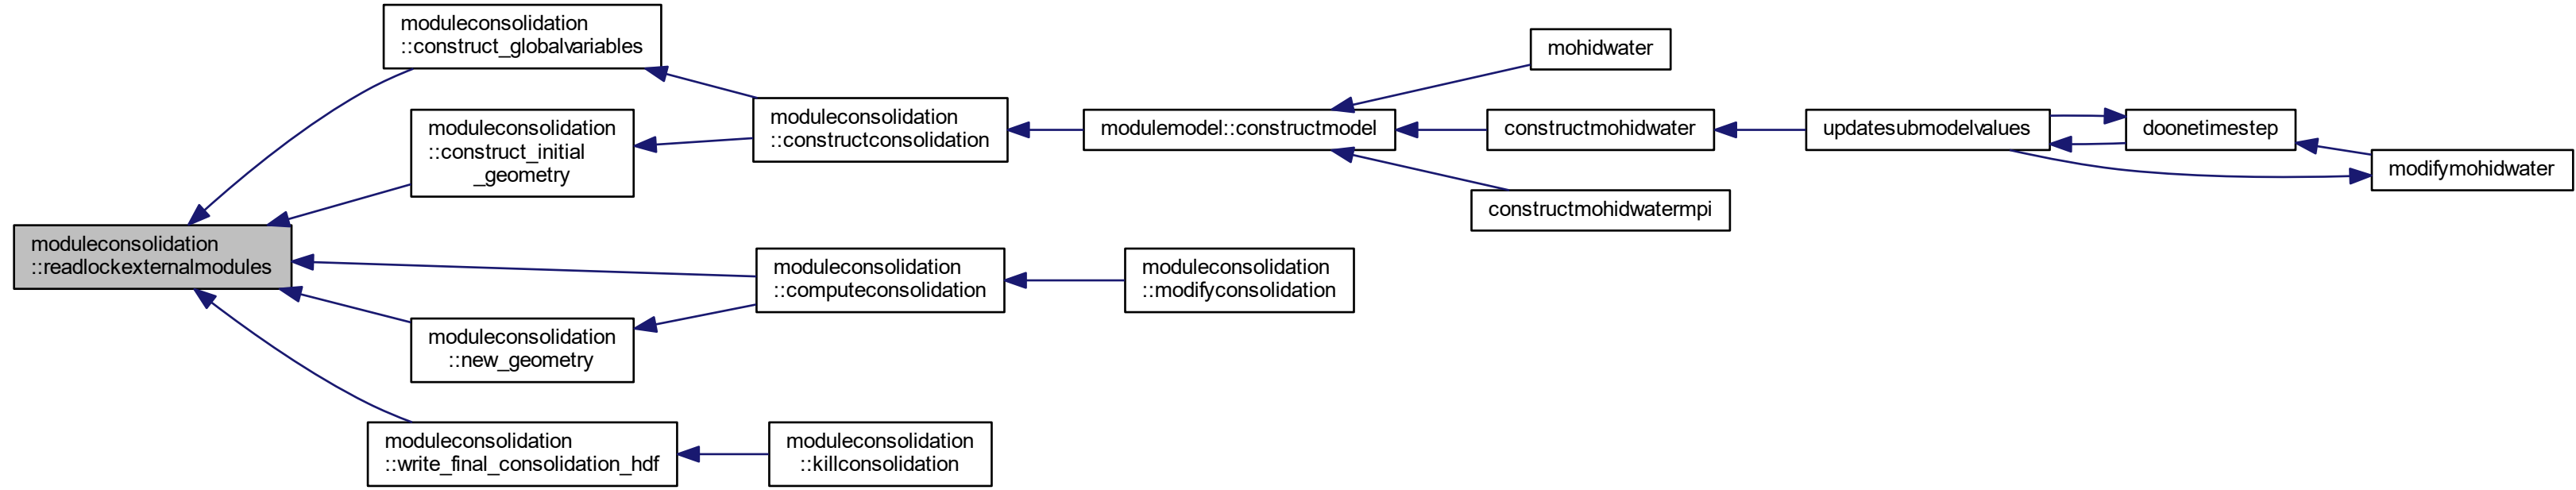 moduleconsolidation
::readlockexternalmodules
moduleconsolidation
::construct_globalvariables
moduleconsolidation
::construct_initial
_geometry
moduleconsolidation
::constructconsolidation
modulemodel::constructmodel
mohidwater
constructmohidwater
constructmohidwatermpi
updatesubmodelvalues
doonetimestep
modifymohidwater
moduleconsolidation
::computeconsolidation
moduleconsolidation
::modifyconsolidation
moduleconsolidation
::new_geometry
moduleconsolidation
::write_final_consolidation_hdf
moduleconsolidation
::killconsolidation